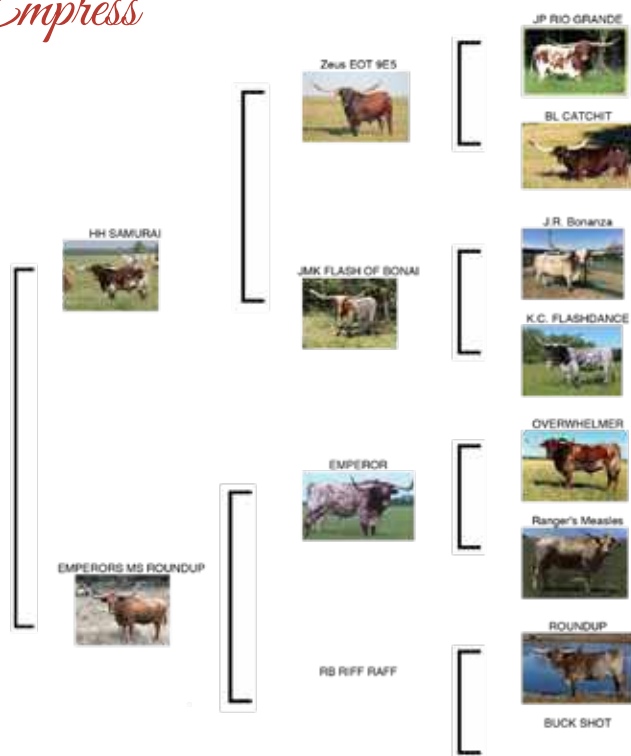 Empress
JP RIO GRANDE
Zeus EOT 9E5
BL CATCHIT
HH SAMURAI
J.R. Bonanza
JMK FLASH OF BONAI
K.C. FLASHDANCE
OVERWHELMER
EMPEROR
Ranger's Measles
EMPERORS MS ROUNDUP
ROUNDUP
RB RIFF RAFF
BUCK SHOT